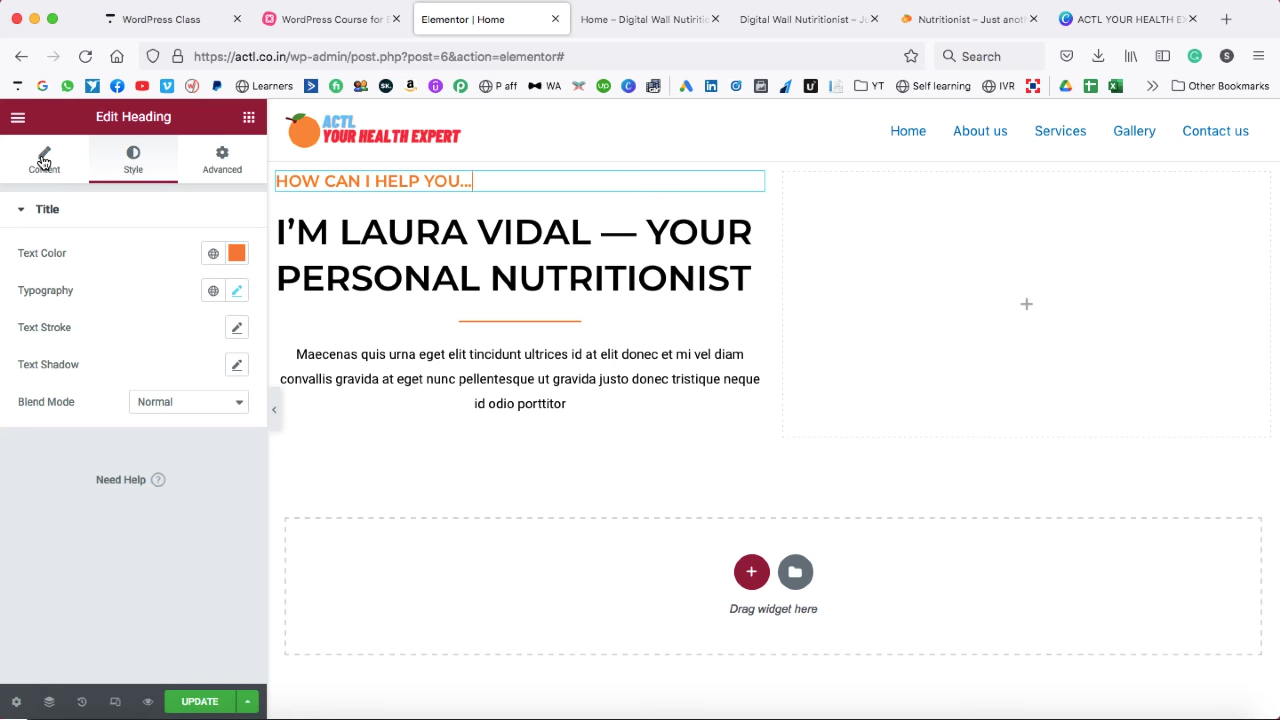 WordPress Class
WordPress Course for E
Elementor | Home
Home – Digital Wall Nutiritic
Digital Wall Nutiritionist – J
Nutritionist – Just anot
ACTL YOUR HEALTH E
https://actl.co.in/wp-admin/post.php?post=6&action=elementor#
Search
S
Learners
P aff
WA
YT
Self learning
IVR
Other Bookmarks
Edit Heading
Content
Style
Advanced
Title
Text Color
Typography
Text Stroke
Text Shadow
Blend Mode
Normal
Need Help
UPDATE
ACTL
YOUR HEALTH EXPERT
Home
About us
Services
Gallery
Contact us
HOW CAN I HELP YOU...
I’M LAURA VIDAL — YOUR
PERSONAL NUTRITIONIST
Maecenas quis urna eget elit tincidunt ultrices id at elit donec et mi vel diam
convallis gravida at eget nunc pellentesque ut gravida justo donec tristique neque
id odio porttitor
Drag widget here